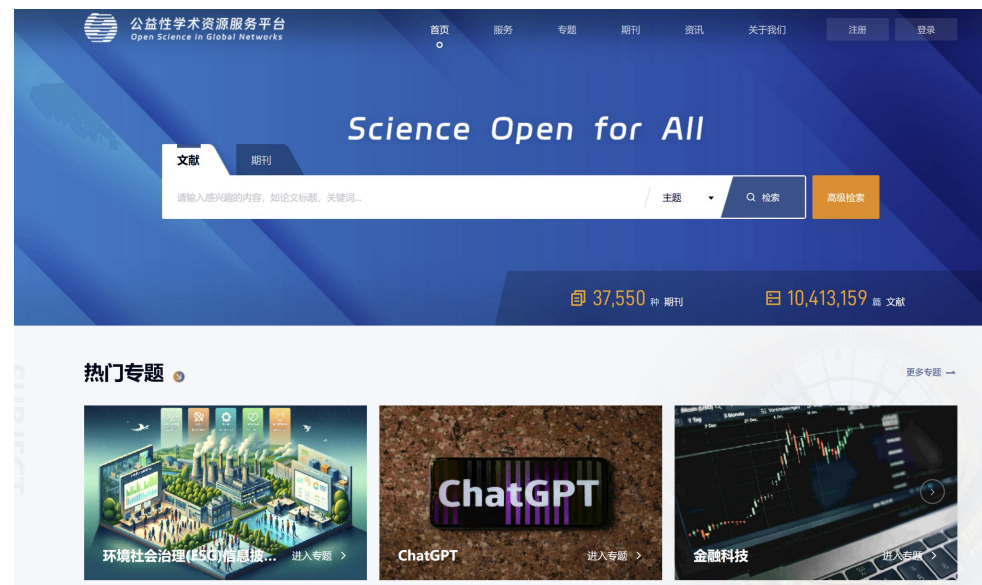 公益性学术资源服务平台
Open Science in Global Networks
首页 服务 专题 期刊 资讯 关于我们 注册 登录
Science Open for All
文献 期刊
请输入感兴趣的内容，如论文标题、关键词... 主题 检索 高级检索
37,550 种 期刊 10,413,159 篇 文献
热门专题
更多专题
ChatGPT
环境社会治理(ESG)信息披... 进入专题
ChatGPT 进入专题
金融科技 进入专题